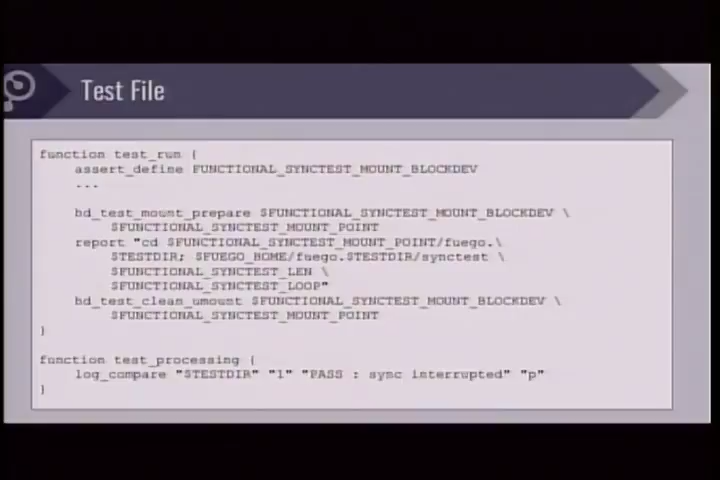 Test File
function test_run {
assert_define FUNCTIONAL_SYNCTEST_MOUNT_BLOCKDEV
...
bd_test_mount_prepare $FUNCTIONAL_SYNCTEST_MOUNT_BLOCKDEV \
$FUNCTIONAL_SYNCTEST_MOUNT_POINT
report "cd $FUNCTIONAL_SYNCTEST_MOUNT_POINT/fuego.\
$TESTDIR; $FUEGO_HOME/fuego.$TESTDIR/synctest \
$FUNCTIONAL_SYNCTEST_LEN \
$FUNCTIONAL_SYNCTEST_LOOP"
bd_test_clean_umount $FUNCTIONAL_SYNCTEST_MOUNT_BLOCKDEV \
$FUNCTIONAL_SYNCTEST_MOUNT_POINT
}
function test_processing {
log_compare "$TESTDIR" "1" "PASS : sync interrupted" "p"
}